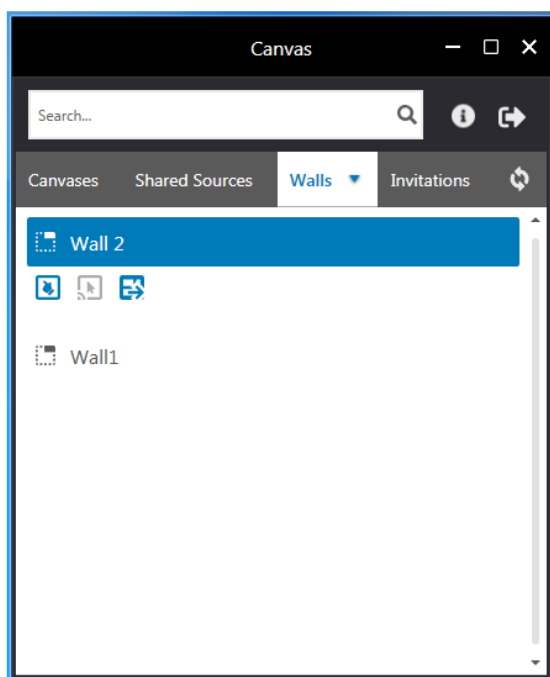 Canvas
Search...
Canvases Shared Sources Walls Invitations
Wall 2
Wall1